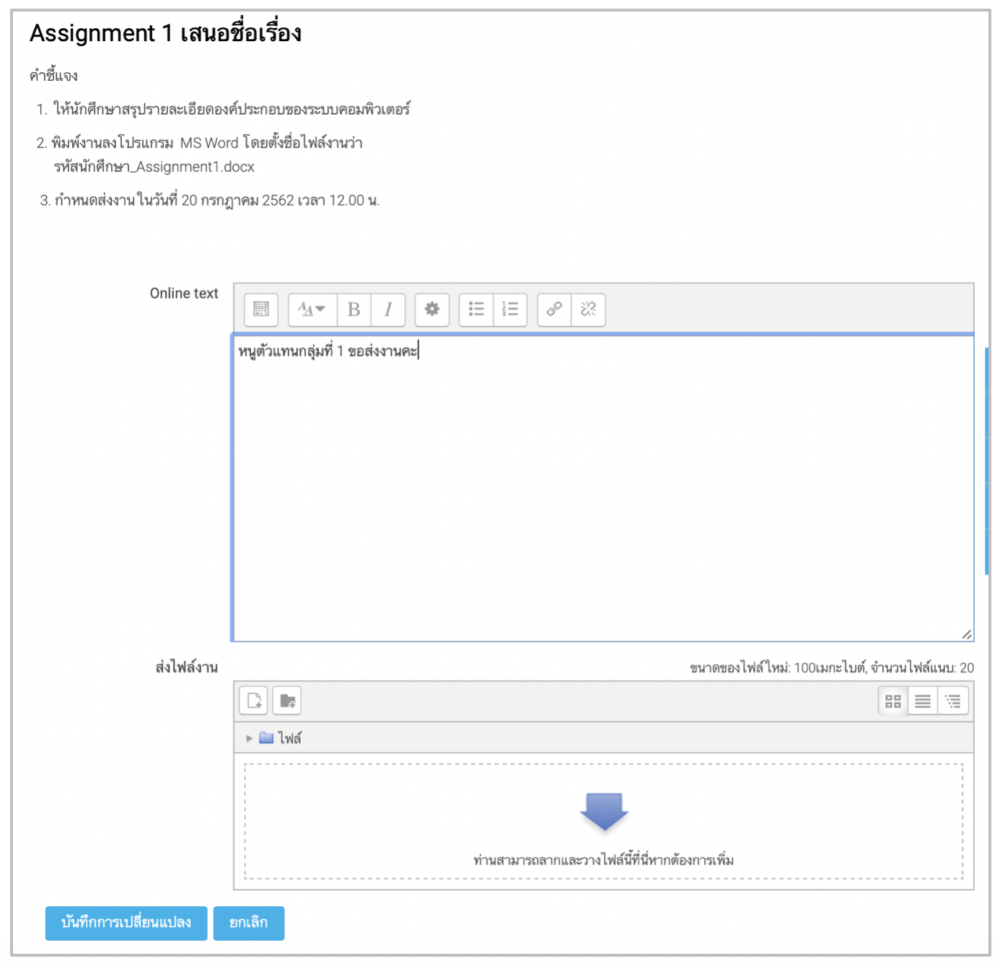 Assignment 1 เสนอชื่อเรื่อง
คำชี้แจง
1. ให้นักศึกษาสรุปรายละเอียดองค์ประกอบของระบบคอมพิวเตอร์
2. พิมพ์งานลงโปรแกรม MS Word โดยตั้งชื่อไฟล์งานว่า
รหัสนักศึกษา_Assignment1.docx
3. กำหนดส่งงาน ในวันที่ 20 กรกฎาคม 2562 เวลา 12.00 น.
Online text
หนูตัวแทนกลุ่มที่ 1 ขอส่งงานคะ
ส่งไฟล์งาน
ขนาดของไฟล์ใหม่: 100เมกะไบต์, จำนวนไฟล์แนบ: 20
ไฟล์
ท่านสามารถลากและวางไฟล์นี้ที่นี่หากต้องการเพิ่ม
บันทึกการเปลี่ยนแปลง
ยกเลิก